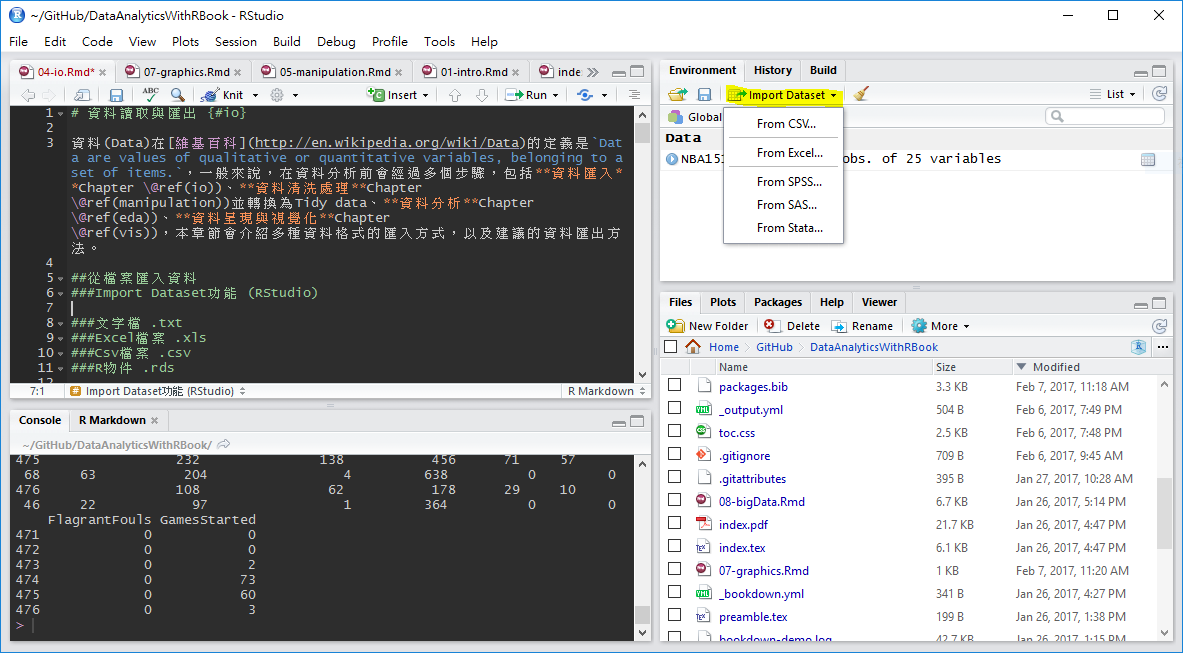 ~/GitHub/DataAnalyticsWithRBook - RStudio
File Edit Code View Plots Session Build Debug Profile Tools Help
04-io.Rmd* 07-graphics.Rmd 05-manipulation.Rmd 01-intro.Rmd inde
ABC Knit Insert Run
1 # 資料讀取與匯出 {#io}
2
3 資料(Data)在[維基百科](http://en.wikipedia.org/wiki/Data)的定義是`Dat
a are values of qualitative or quantitative variables, belonging to a
set of items.`，一般來說，在資料分析前會經過多個步驟，包括**資料匯入*
*Chapter \@ref(io))、**資料清洗處理**Chapter
\@ref(manipulation))並轉換為Tidy data、**資料分析**Chapter
\@ref(eda))、**資料呈現與視覺化**Chapter
\@ref(vis))，本章節會介紹多種資料格式的匯入方式，以及建議的資料匯出方
法。
4
5 ##從檔案匯入資料
6 ###Import Dataset功能 (RStudio)
7
8 ###文字檔 .txt
9 ###Excel檔案 .xls
10 ###Csv檔案 .csv
11 ###R物件 .rds
12
7:1 # Import Dataset功能 (RStudio) R Markdown
Console R Markdown
~/GitHub/DataAnalyticsWithRBook/
475 232 138 456 71 57
68 63 204 4 638 0 0
476 108 62 178 29 10
46 22 97 1 364 0 0
FlagrantFouls GamesStarted
471 0 0
472 0 0
473 0 2
474 0 73
475 0 60
476 0 3
>
Environment History Build
Import Dataset List
Global
From CSV...
From Excel...
From SPSS...
From SAS...
From Stata...
Data
NBA151 obs. of 25 variables
Files Plots Packages Help Viewer
New Folder Delete Rename More
Home GitHub DataAnalyticsWithRBook R ...
Name Size Modified
packages.bib 3.3 KB Feb 7, 2017, 11:18 AM
_output.yml 504 B Feb 6, 2017, 7:49 PM
toc.css 2.5 KB Feb 6, 2017, 7:48 PM
.gitignore 709 B Feb 6, 2017, 9:45 AM
.gitattributes 395 B Jan 27, 2017, 10:28 AM
08-bigData.Rmd 6.7 KB Jan 26, 2017, 5:14 PM
index.pdf 21.7 KB Jan 26, 2017, 4:47 PM
index.tex 6.1 KB Jan 26, 2017, 4:47 PM
07-graphics.Rmd 1 KB Feb 7, 2017, 11:20 AM
_bookdown.yml 341 B Jan 26, 2017, 4:27 PM
preamble.tex 199 B Jan 26, 2017, 1:38 PM
bookdown-demo.log 42.7 KB Jan 26, 2017, 1:15 PM